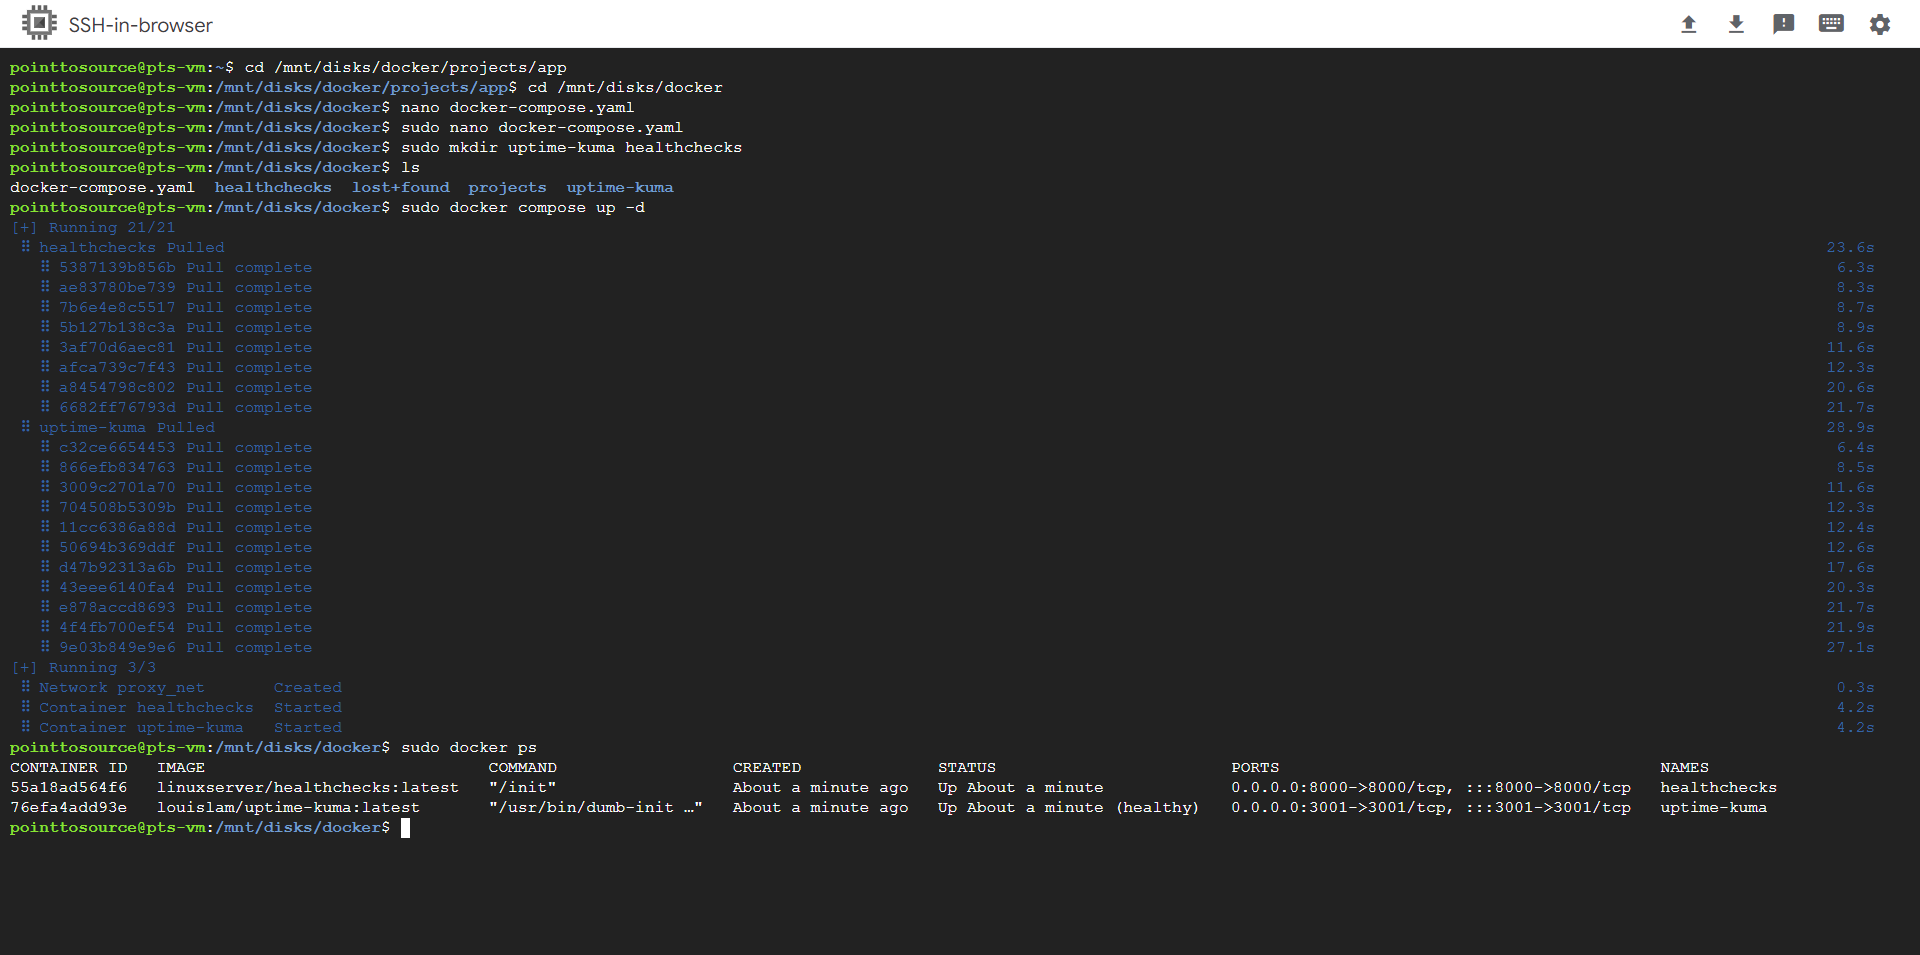 SSH-in-browser
pointtosource@pts-vm:~$ cd /mnt/disks/docker/projects/app
pointtosource@pts-vm:/mnt/disks/docker/projects/app$ cd /mnt/disks/docker
pointtosource@pts-vm:/mnt/disks/docker$ nano docker-compose.yaml
pointtosource@pts-vm:/mnt/disks/docker$ sudo nano docker-compose.yaml
pointtosource@pts-vm:/mnt/disks/docker$ sudo mkdir uptime-kuma healthchecks
pointtosource@pts-vm:/mnt/disks/docker$ ls
docker-compose.yaml  healthchecks  lost+found  projects  uptime-kuma
pointtosource@pts-vm:/mnt/disks/docker$ sudo docker compose up -d
[+] Running 21/21
⠿ healthchecks Pulled 23.6s
⠿ 5387139b856b Pull complete 6.3s
⠿ ae83780be739 Pull complete 8.3s
⠿ 7b6e4e8c5517 Pull complete 8.7s
⠿ 5b127b138c3a Pull complete 8.9s
⠿ 3af70d6aec81 Pull complete 11.6s
⠿ afca739c7f43 Pull complete 12.3s
⠿ a8454798c802 Pull complete 20.6s
⠿ 6682ff76793d Pull complete 21.7s
⠿ uptime-kuma Pulled 28.9s
⠿ c32ce6654453 Pull complete 6.4s
⠿ 866efb834763 Pull complete 8.5s
⠿ 3009c2701a70 Pull complete 11.6s
⠿ 704508b5309b Pull complete 12.3s
⠿ 11cc6386a88d Pull complete 12.4s
⠿ 50694b369ddf Pull complete 12.6s
⠿ d47b92313a6b Pull complete 17.6s
⠿ 43eee6140fa4 Pull complete 20.3s
⠿ e878accd8693 Pull complete 21.7s
⠿ 4f4fb700ef54 Pull complete 21.9s
⠿ 9e03b849e9e6 Pull complete 27.1s
[+] Running 3/3
⠿ Network proxy_net       Created 0.3s
⠿ Container healthchecks  Started 4.2s
⠿ Container uptime-kuma   Started 4.2s
pointtosource@pts-vm:/mnt/disks/docker$ sudo docker ps
CONTAINER ID   IMAGE                             COMMAND                  CREATED              STATUS                        PORTS                                       NAMES
55a18ad564f6   linuxserver/healthchecks:latest   "/init"                  About a minute ago   Up About a minute             0.0.0.0:8000->8000/tcp, :::8000->8000/tcp   healthchecks
76efa4add93e   louislam/uptime-kuma:latest       "/usr/bin/dumb-init …"   About a minute ago   Up About a minute (healthy)   0.0.0.0:3001->3001/tcp, :::3001->3001/tcp   uptime-kuma
pointtosource@pts-vm:/mnt/disks/docker$